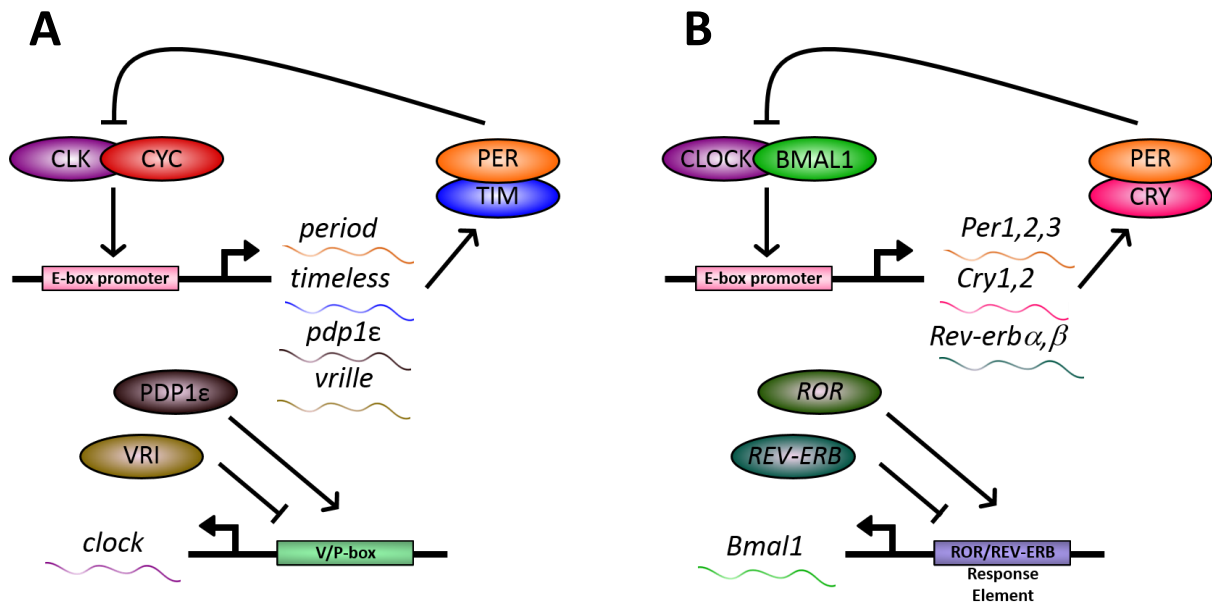 A
CLK
CYC
PER
TIM
period
E-box promoter
timeless
pdp1ε
vrille
PDP1ε
VRI
clock
V/P-box
B
CLOCK
BMAL1
PER
CRY
Per1,2,3
E-box promoter
Cry1,2
Rev-erbα,β
ROR
REV-ERB
Bmal1
ROR/REV-ERB
Response
Element